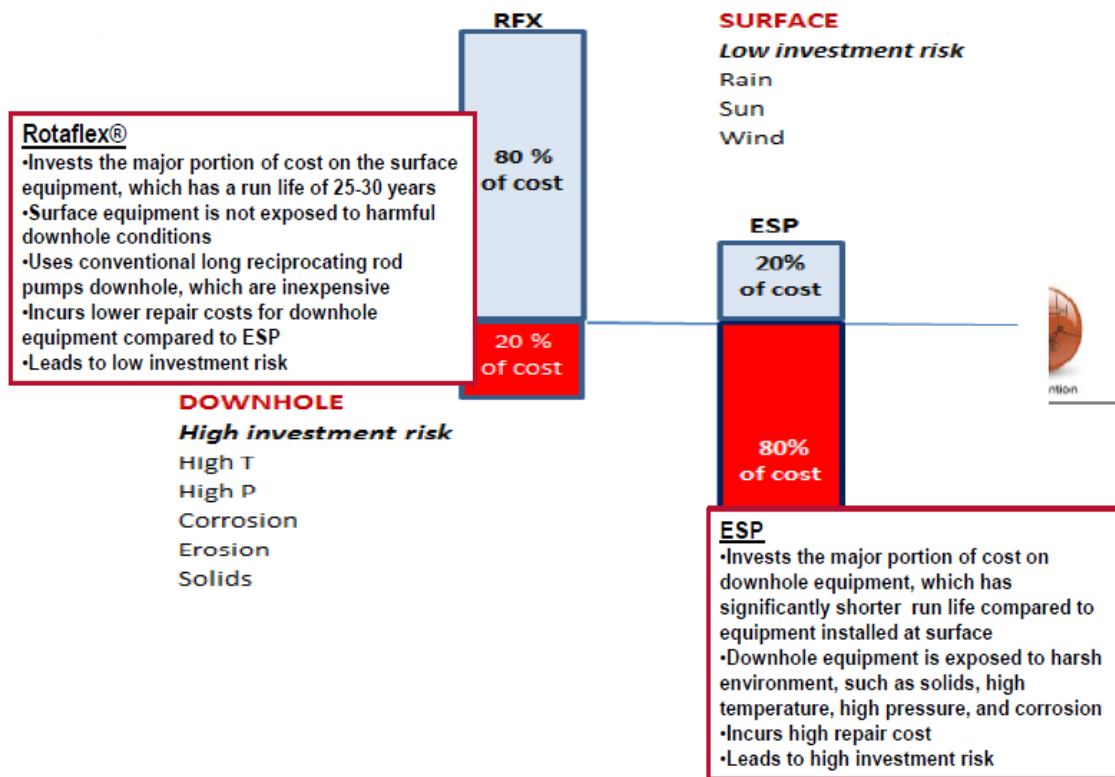 RFX
SURFACE
Low investment risk
Rain
Sun
Wind
Rotaflex®
•Invests the major portion of cost on the surface
equipment, which has a run life of 25-30 years
•Surface equipment is not exposed to harmful
downhole conditions
•Uses conventional long reciprocating rod
pumps downhole, which are inexpensive
•Incurs lower repair costs for downhole
equipment compared to ESP
•Leads to low investment risk
80 %
of cost
20 %
of cost
ESP
20%
of cost
80%
of cost
ntion
DOWNHOLE
High investment risk
High T
High P
Corrosion
Erosion
Solids
ESP
•Invests the major portion of cost on
downhole equipment, which has
significantly shorter run life compared to
equipment installed at surface
•Downhole equipment is exposed to harsh
environment, such as solids, high
temperature, high pressure, and corrosion
•Incurs high repair cost
•Leads to high investment risk